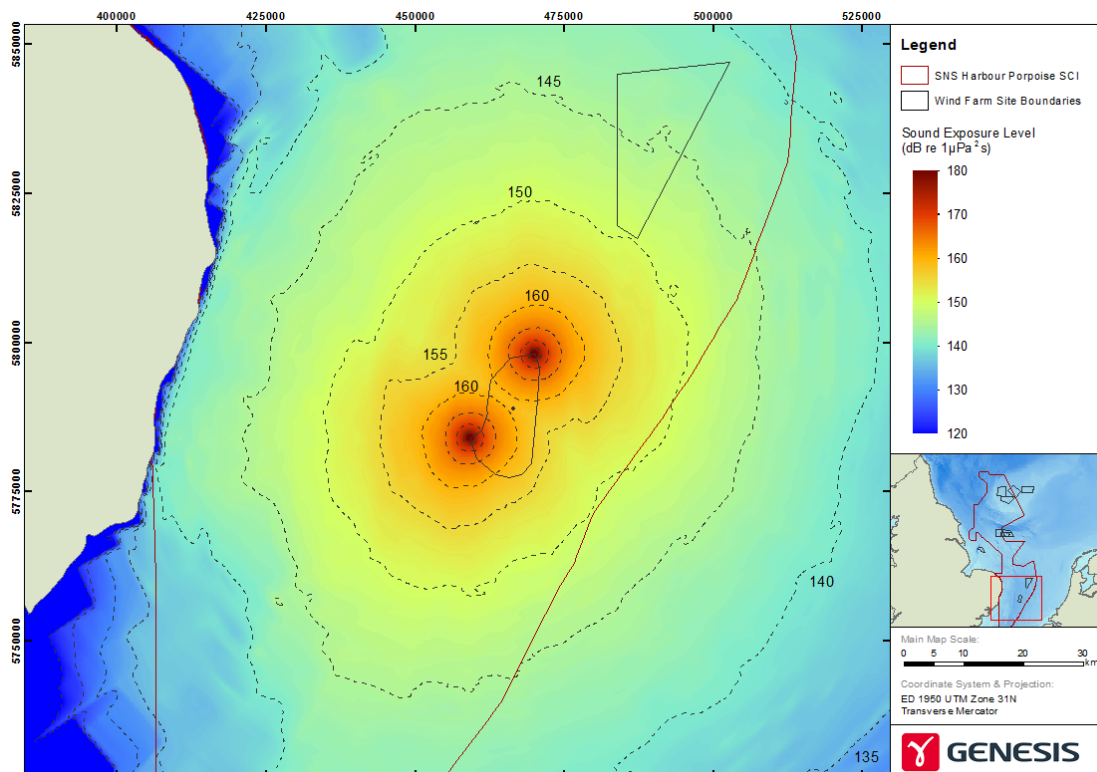 400000 425000 450000 475000 500000 525000
5850000
5825000
5800000
5775000
5750000
145
150
160
155
160
140
135
Legend
SNS Harbour Porpoise SCI
Wind Farm Site Boundaries
Sound Exposure Level
(dB re 1µPa²s)
180
170
160
150
140
130
120
Main Map Scale:
0 5 10 20 30
km
Coordinate System & Projection:
ED 1950 UTM Zone 31N
Transverse Mercator
GENESIS